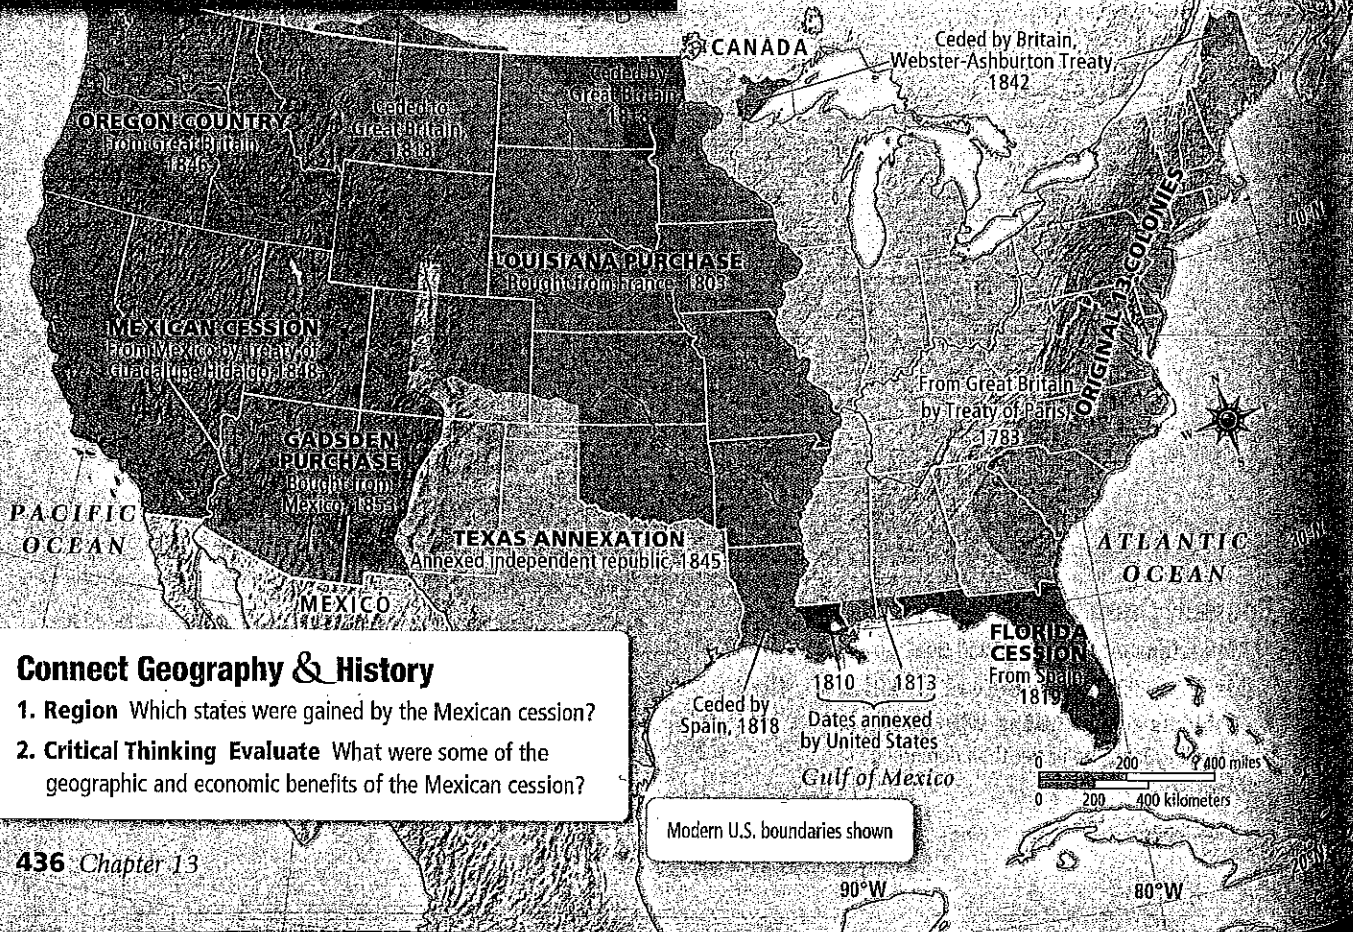 CANADA
Ceded by Britain,
Webster-Ashburton Treaty
1842
Ceded by
Great Britain
1818
OREGON COUNTRY
From Great Britain
1846
Ceded to
Great Britain,
1818
LOUISIANA PURCHASE
Bought from France, 1803
ORIGINAL 13 COLONIES
MEXICAN CESSION
From Mexico by Treaty of
Guadalupe Hidalgo, 1848
From Great Britain
by Treaty of Paris,
1783
N
W
GADSDEN
PURCHASE
Bought from
Mexico, 1853
PACIFIC
OCEAN
TEXAS ANNEXATION
Annexed independent republic, 1845
ATLANTIC
OCEAN
MEXICO
FLORIDA
CESSION
From Spain,
1819
1810
1813
Ceded by
Spain, 1818
Dates annexed
by United States
Gulf of Mexico
0 200 400 miles
0 200 400 kilometers
Connect Geography & History
1. Region Which states were gained by the Mexican cession?
2. Critical Thinking Evaluate What were some of the
geographic and economic benefits of the Mexican cession?
Modern U.S. boundaries shown
436 Chapter 13
90°W
80°W